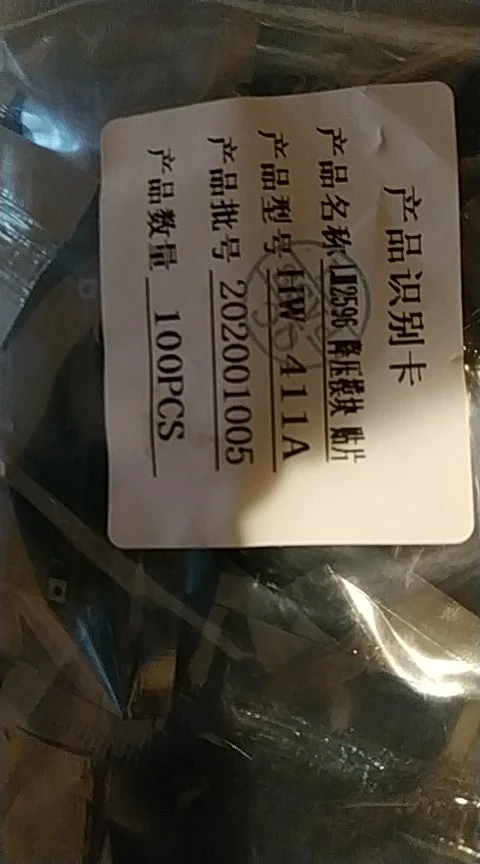 产品识别卡
产品名称 LM2596 降压模块 贴片
产品型号 HW-411A
产品批号 202001005
产品数量 100PCS